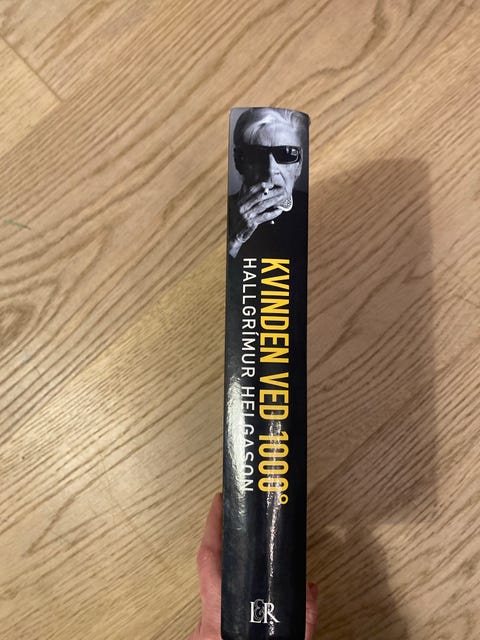 KVINDEN VED 1000°
HALLGRÍMUR HELGASON
L&R